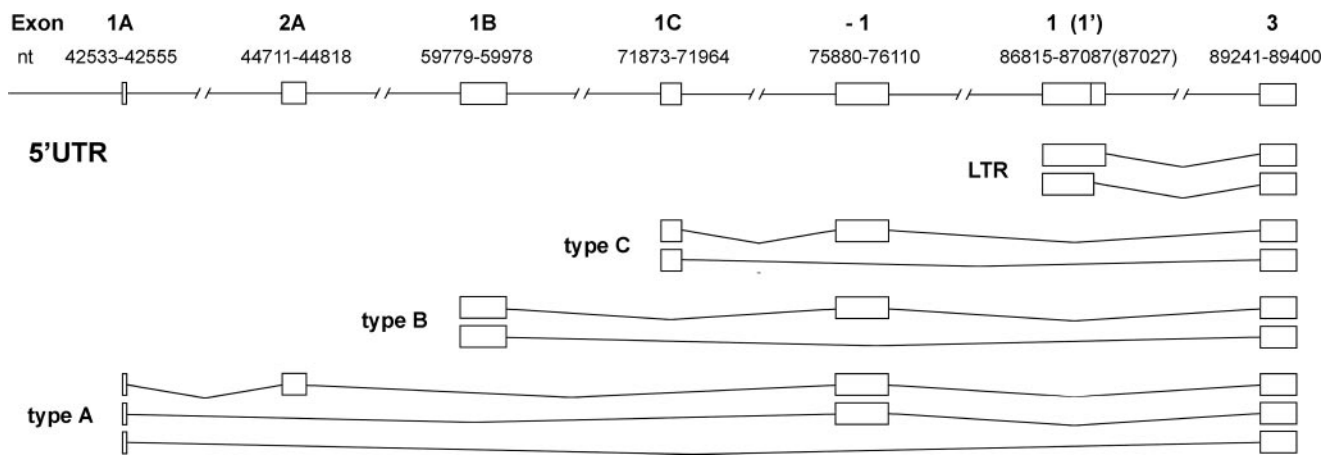 Exon 1A 2A 1B 1C - 1 1 (1') 3
nt 42533-42555 44711-44818 59779-59978 71873-71964 75880-76110 86815-87087(87027) 89241-89400
5'UTR
LTR
type C
type B
type A